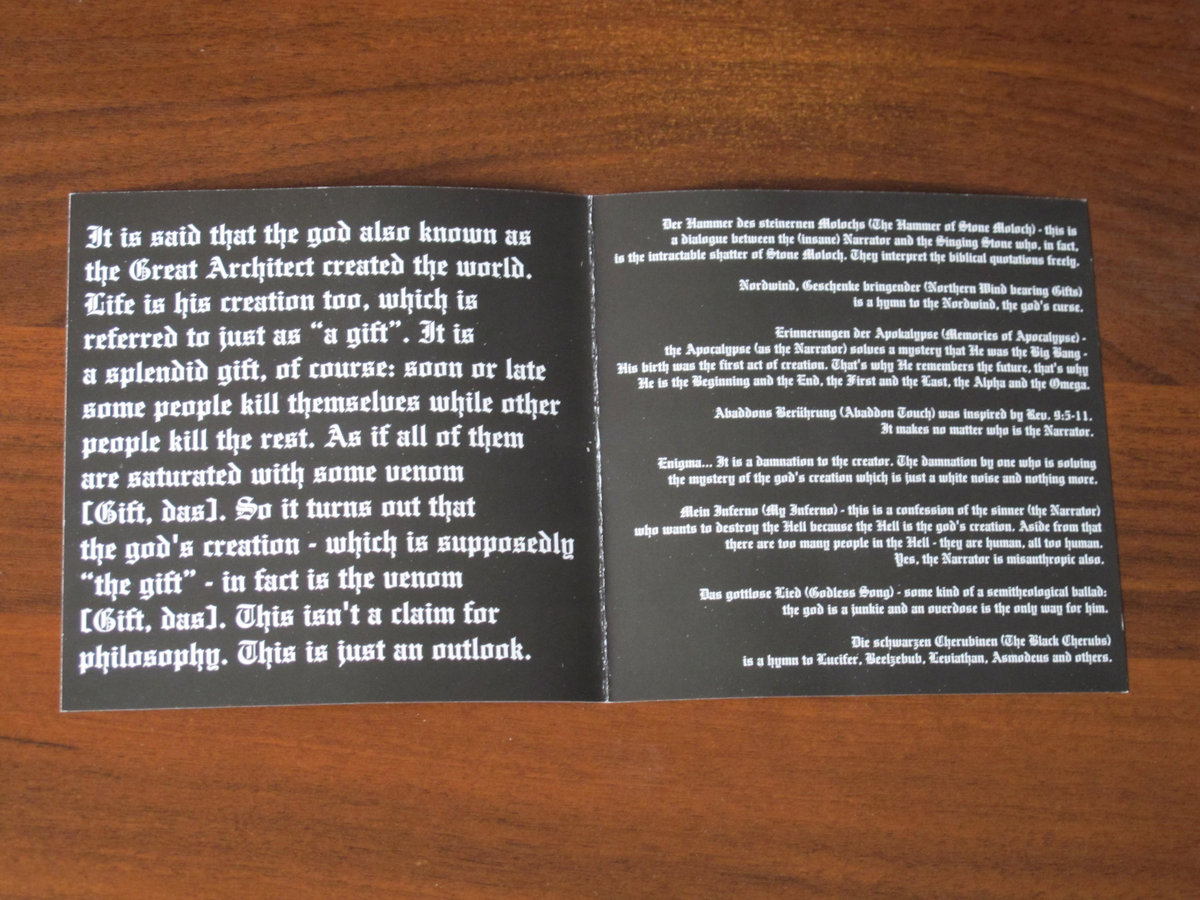 It is said that the god also known as
the Great Architect created the world.
Life is his creation too, which is
referred to just as “a gift”. It is
a splendid gift, of course: soon or late
some people kill themselves while other
people kill the rest. As if all of them
are saturated with some venom
[Gift, das]. So it turns out that
the god's creation - which is supposedly
“the gift” - in fact is the venom
[Gift, das]. This isn't a claim for
philosophy. This is just an outlook.
Der Hammer des steinernen Molochs (The Hammer of Stone Moloch) - this is
a dialogue between the (insane) Narrator and the Singing Stone who, in fact,
is the intractable shatter of Stone Moloch. They interpret the biblical quotations freely.
Nordwind, Geschenke bringender (Northern Wind bearing Gifts)
is a hymn to the Nordwind, the god's curse.
Erinnerungen der Apokalypse (Memories of Apocalypse) -
the Apocalypse (as the Narrator) solves a mystery that He was the Big Bang -
His birth was the first act of creation. That's why He remembers the future, that's why
He is the Beginning and the End, the First and the Last, the Alpha and the Omega.
Abaddons Berührung (Abaddon Touch) was inspired by Rev. 9:5-11.
It makes no matter who is the Narrator.
Enigma... It is a damnation to the creator. The damnation by one who is solving
the mystery of the god's creation which is just a white noise and nothing more.
Mein Inferno (My Inferno) - this is a confession of the sinner (the Narrator)
who wants to destroy the Hell because the Hell is the god's creation. Aside from that
there are too many people in the Hell - they are human, all too human.
Yes, the Narrator is misanthropic also.
Das gottlose Lied (Godless Song) - some kind of a semitheological ballad:
the god is a junkie and an overdose is the only way for him.
Die schwarzen Cherubinen (The Black Cherubs)
is a hymn to Lucifer, Beelzebub, Leviathan, Asmodeus and others.